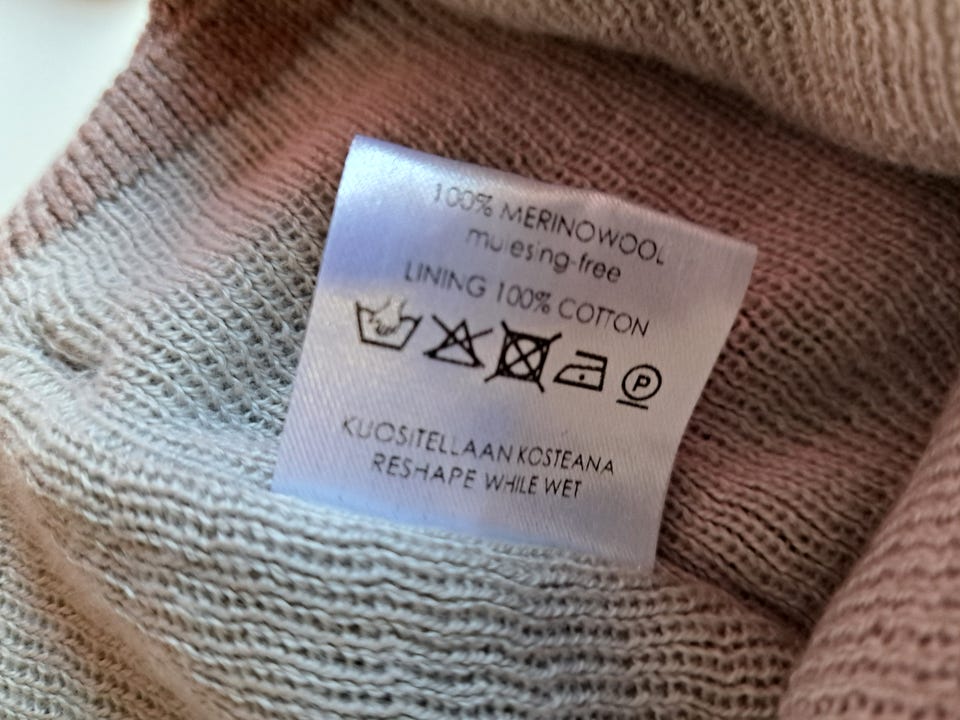 100% MERINOWOOL
mulesing-free
LINING 100% COTTON
P
KUOSITELLAAN KOSTEANA
RESHAPE WHILE WET